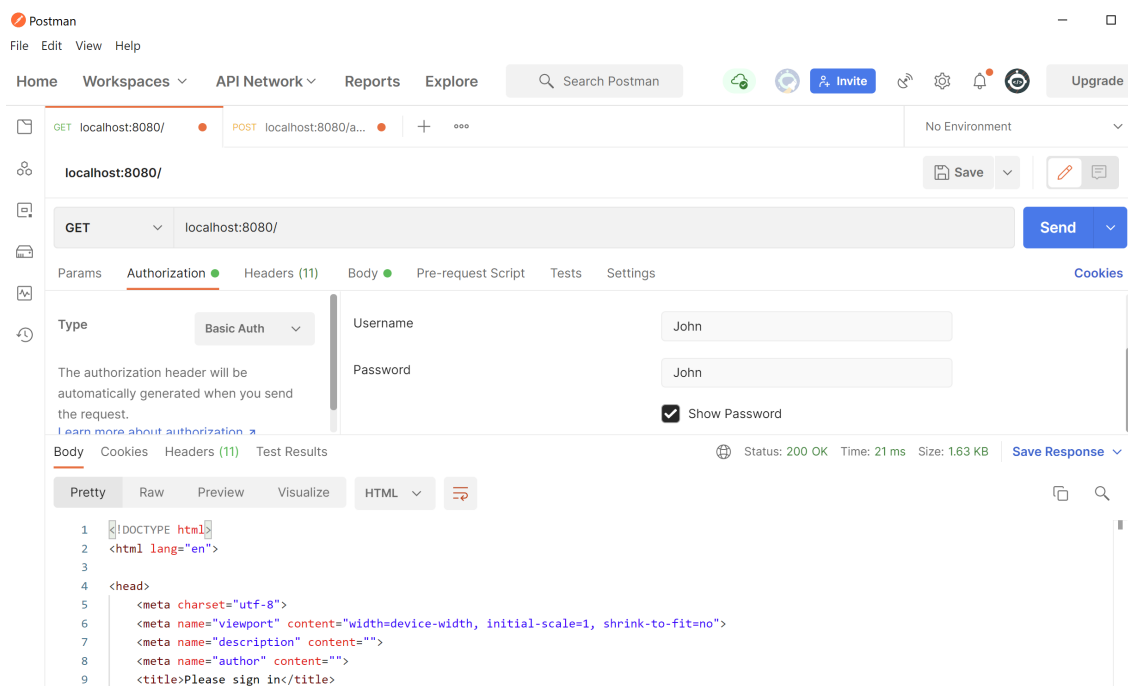 Postman
File Edit View Help
Home Workspaces API Network Reports Explore Search Postman Invite Upgrade
GET localhost:8080/ POST localhost:8080/a... No Environment
localhost:8080/ Save
GET localhost:8080/ Send
Params Authorization Headers (11) Body Pre-request Script Tests Settings Cookies
Type Basic Auth
Username John
The authorization header will be
automatically generated when you send
the request.
Learn more about authorization ↗
Password John
Show Password
Body Cookies Headers (11) Test Results Status: 200 OK Time: 21 ms Size: 1.63 KB Save Response
Pretty Raw Preview Visualize HTML
1 <!DOCTYPE html>
2 <html lang="en">
3
4 <head>
5 <meta charset="utf-8">
6 <meta name="viewport" content="width=device-width, initial-scale=1, shrink-to-fit=no">
7 <meta name="description" content="">
8 <meta name="author" content="">
9 <title>Please sign in</title>